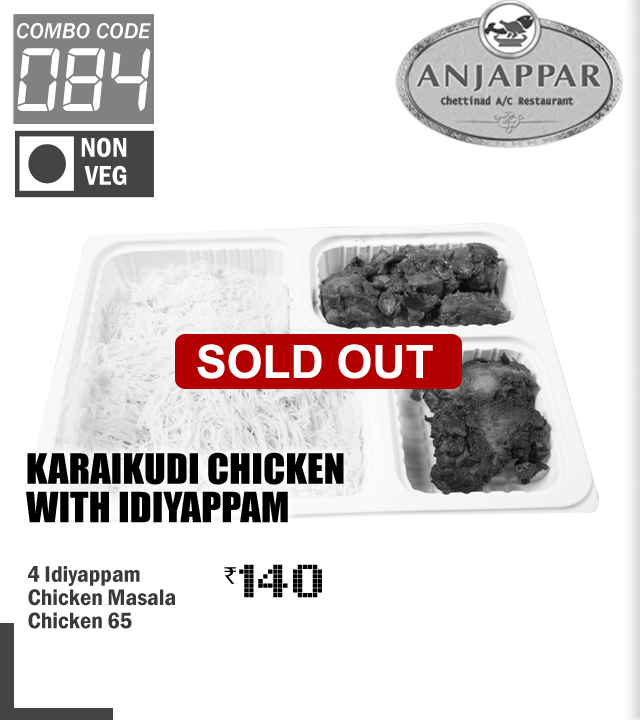 COMBO CODE
084
NON
VEG
ANJAPPAR
Chettinad A/C Restaurant
SOLD OUT
KARAIKUDI CHICKEN
WITH IDIYAPPAM
4 Idiyappam
Chicken Masala
Chicken 65
₹140